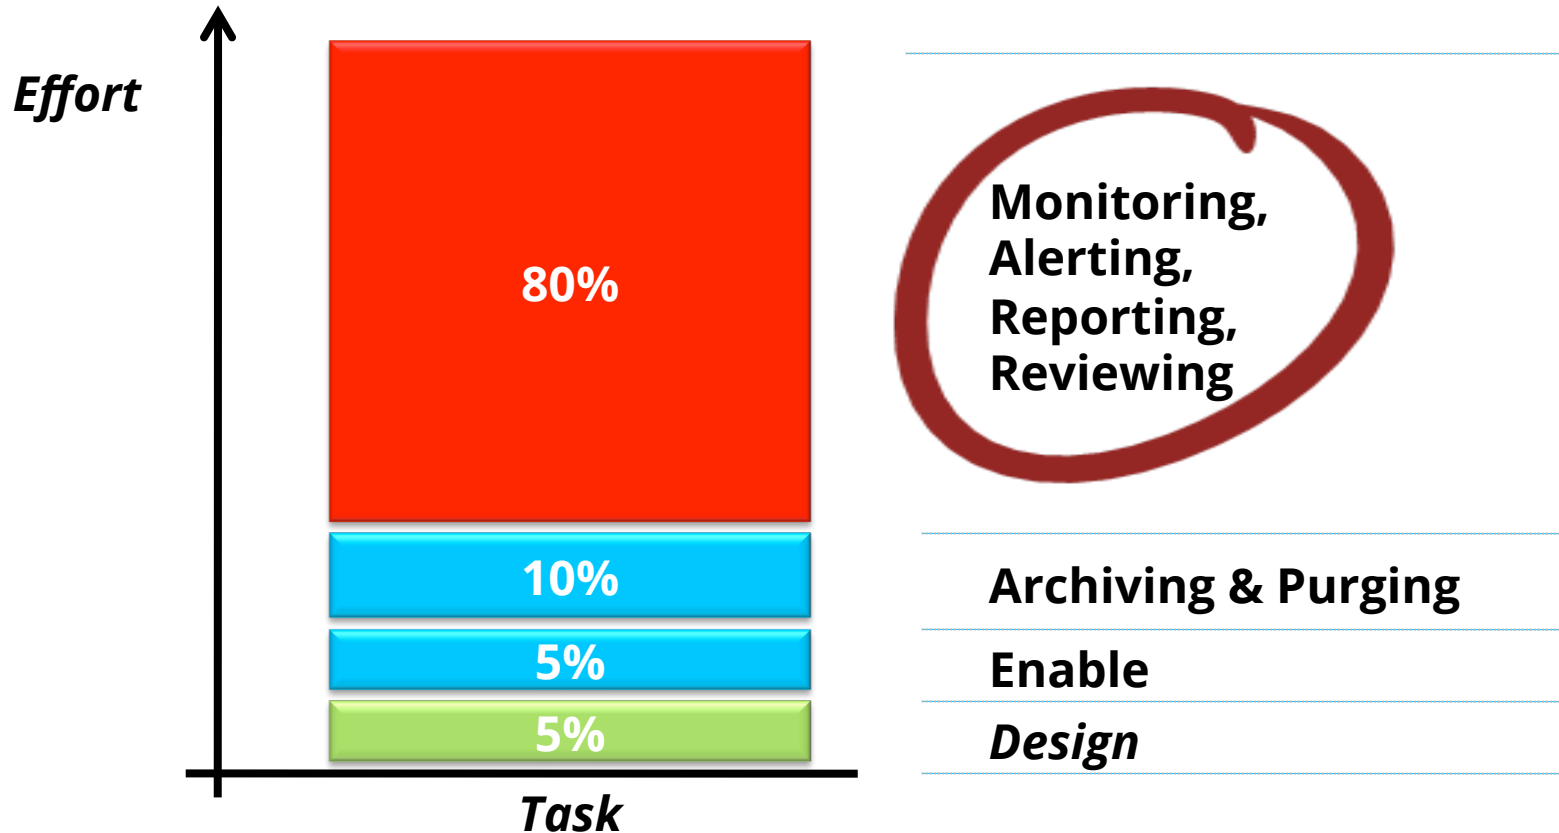 Effort
80%
Monitoring,
Alerting,
Reporting,
Reviewing
10%
Archiving & Purging
5%
Enable
5%
Design
Task